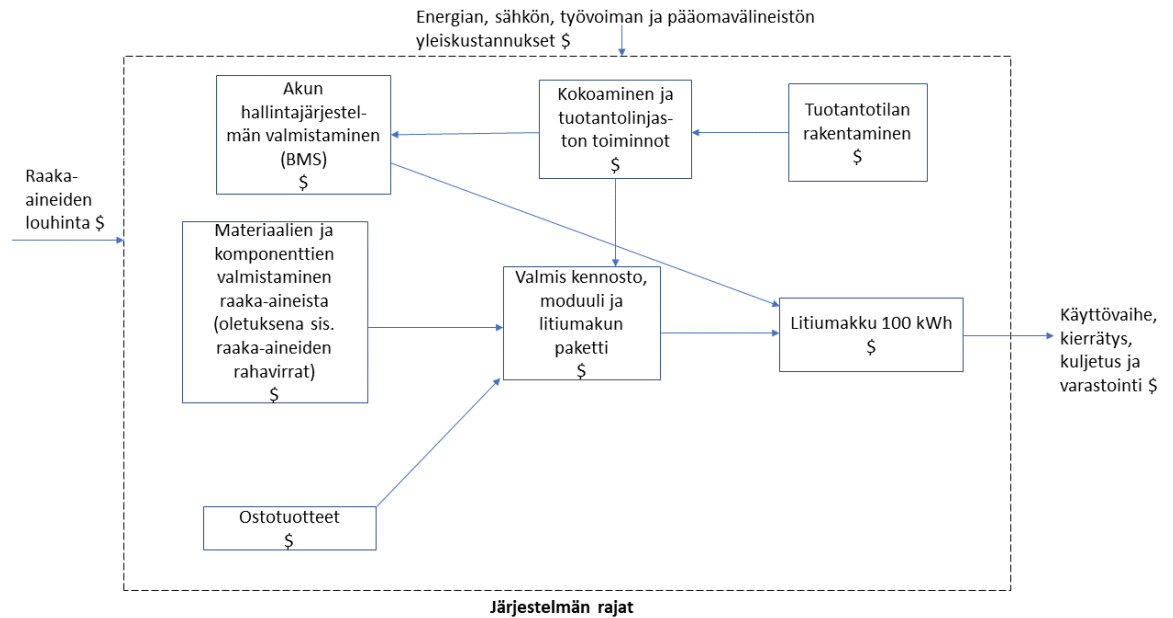 Energian, sähkön, työvoiman ja pääomavälineistön
yleiskustannukset $
Akun
hallintajärjestel-
män valmistaminen
(BMS)
$
Kokoaminen ja
tuotantolinjas-
ton toiminnot
$
Tuotantotilan
rakentaminen
$
Raaka-
aineiden
louhinta $
Materiaalien ja
komponenttien
valmistaminen
raaka-aineista
(oletuksena sis.
raaka-aineiden
rahavirrat)
$
Valmis kennosto,
moduuli ja
litiumakun
paketti
$
Litiumakku 100 kWh
$
Käyttövaihe,
kierrätys,
kuljetus ja
varastointi $
Ostotuotteet
$
Järjestelmän rajat